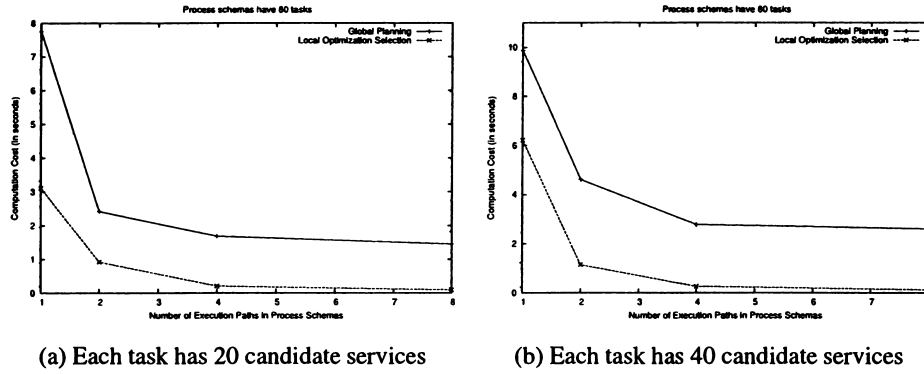 Process schemas have 80 tasks
Global Planning
Local Optimization Selection
Computation Cost (in seconds)
8
7
6
5
4
3
2
1
0
1 2 3 4 5 6 7 8
Number of Execution Paths in Process Schemas
(a) Each task has 20 candidate services
Process schemas have 80 tasks
Global Planning
Local Optimization Selection
Computation Cost (in seconds)
10
8
6
4
2
0
1 2 3 4 5 6 7
Number of Execution Paths in Process Schemas
(b) Each task has 40 candidate services